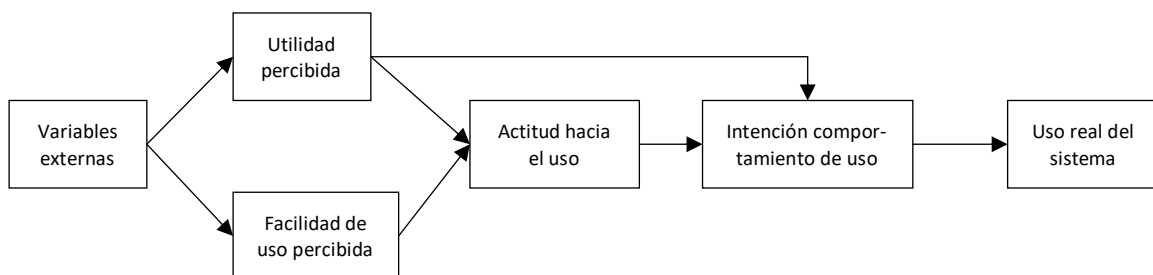 Utilidad
percibida
Variables
externas
Actitud hacia
el uso
Intención compor-
tamiento de uso
Uso real del
sistema
Facilidad de
uso percibida